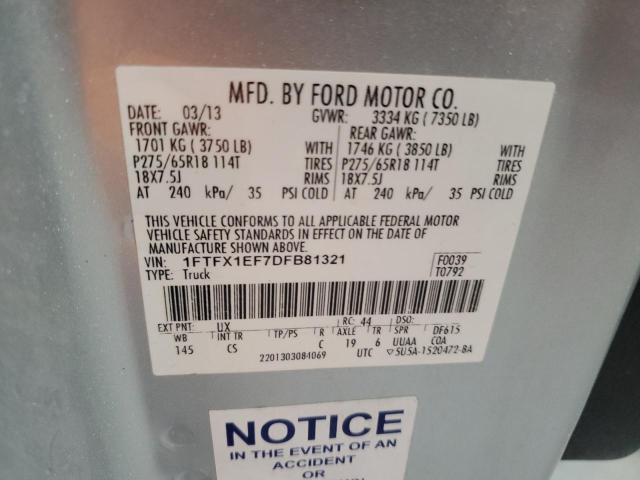 MFD. BY FORD MOTOR CO.
DATE: 03/13 GVWR: 3334 KG ( 7350 LB)
FRONT GAWR: REAR GAWR:
1701 KG ( 3750 LB) WITH 1746 KG ( 3850 LB) WITH
P275/65R18 114T TIRES P275/65R18 114T TIRES
18X7.5J RIMS 18X7.5J RIMS
AT 240 kPa/ 35 PSI COLD AT 240 kPa/ 35 PSI COLD
THIS VEHICLE CONFORMS TO ALL APPLICABLE FEDERAL MOTOR
VEHICLE SAFETY STANDARDS IN EFFECT ON THE DATE OF
MANUFACTURE SHOWN ABOVE.
VIN: 1FTFX1EF7DFB81321 F0039
TYPE: Truck T0792
EXT PNT: UX RC: 44 DSO:
WB INT TR TP/PS R AXLE TR SPR DF615
145 CS C 19 6 UUAA COA
2201303084069 UTC ▽5U5A-1520472-BA
NOTICE
IN THE EVENT OF AN
ACCIDENT
OR